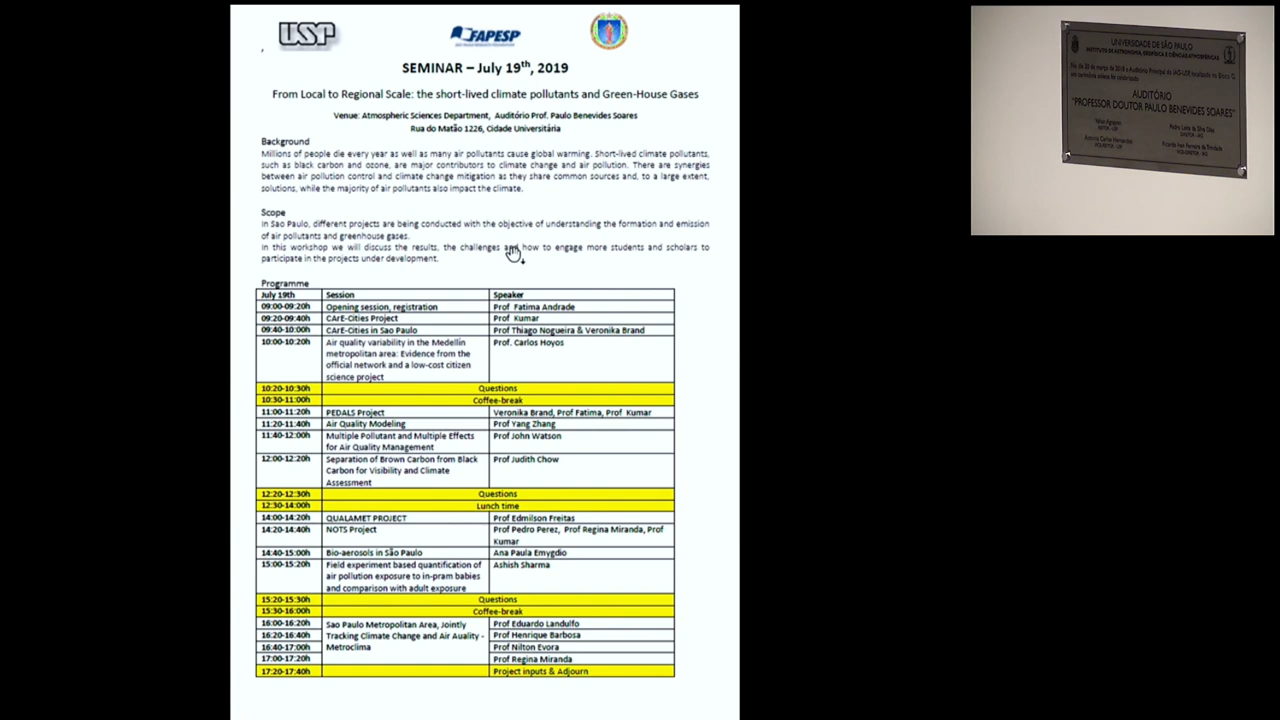 USP
FAPESP
SEMINAR – July 19th, 2019
From Local to Regional Scale: the short-lived climate pollutants and Green-House Gases
Venue: Atmospheric Sciences Department, Auditório Prof. Paulo Benevides Soares
Rua do Matão 1226, Cidade Universitária
Background
Millions of people die every year as well as many air pollutants cause global warming. Short-lived climate pollutants,
such as black carbon and ozone, are major contributors to climate change and air pollution. There are synergies
between air pollution control and climate change mitigation as they share common sources and, to a large extent,
solutions, while the majority of air pollutants also impact the climate.
Scope
In Sao Paulo, different projects are being conducted with the objective of understanding the formation and emission
of air pollutants and greenhouse gases.
In this workshop we will discuss the results, the challenges and how to engage more students and scholars to
participate in the projects under development.
Programme
July 19th Session Speaker
09:00-09:20h Opening session, registration Prof Fatima Andrade
09:20-09:40h CArE-Cities Project Prof Kumar
09:40-10:00h CArE-Cities in Sao Paulo Prof Thiago Nogueira & Veronika Brand
10:00-10:20h Air quality variability in the Medellin Prof. Carlos Hoyos
metropolitan area: Evidence from the
official network and a low-cost citizen
science project
10:20-10:30h Questions
10:30-11:00h Coffee-break
11:00-11:20h PEDALS Project Veronika Brand, Prof Fatima, Prof Kumar
11:20-11:40h Air Quality Modeling Prof Yang Zhang
11:40-12:00h Multiple Pollutant and Multiple Effects Prof John Watson
for Air Quality Management
12:00-12:20h Separation of Brown Carbon from Black Prof Judith Chow
Carbon for Visibility and Climate
Assessment
12:20-12:30h Questions
12:30-14:00h Lunch time
14:00-14:20h QUALAMET PROJECT Prof Edmilson Freitas
14:20-14:40h NOTS Project Prof Pedro Perez, Prof Regina Miranda, Prof
Kumar
14:40-15:00h Bio-aerosols in São Paulo Ana Paula Emygdio
15:00-15:20h Field experiment based quantification of Ashish Sharma
air pollution exposure to in-pram babies
and comparison with adult exposure
15:20-15:30h Questions
15:30-16:00h Coffee-break
16:00-16:20h Sao Paulo Metropolitan Area, Jointly Prof Eduardo Landulfo
16:20-16:40h Tracking Climate Change and Air Auality - Prof Henrique Barbosa
16:40-17:00h Metroclima Prof Nilton Evora
17:00-17:20h Prof Regina Miranda
17:20-17:40h Project inputs & Adjourn
UNIVERSIDADE DE SÃO PAULO
INSTITUTO DE ASTRONOMIA, GEOFÍSICA E CIÊNCIAS ATMOSFÉRICAS
AUDITÓRIO
"PROFESSOR DOUTOR PAULO BENEVIDES SOARES"